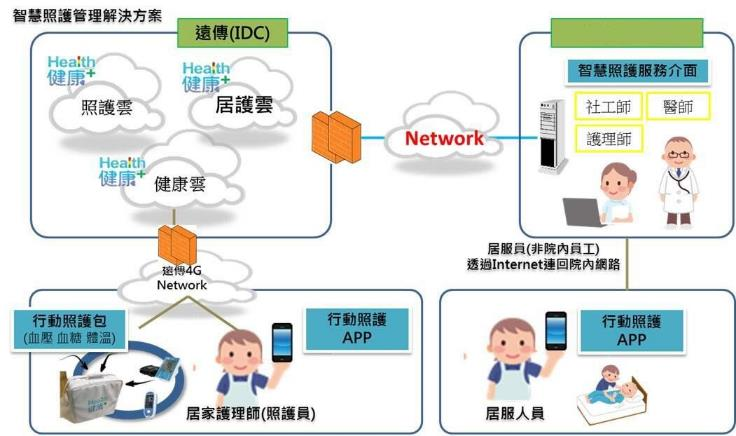 智慧照護管理解決方案
遠傳(IDC)
Health
健康+
照護雲
Health
健康+
居護雲
Health
健康+
健康雲
Network
智慧照護服務介面
社工師
醫師
護理師
遠傳4G
Network
居服員(非院內員工)
透過Internet連回院內網路
行動照護包
(血壓 血糖 體溫)
Health
健康+
行動照護
APP
居家護理師(照護員)
行動照護
APP
居服人員